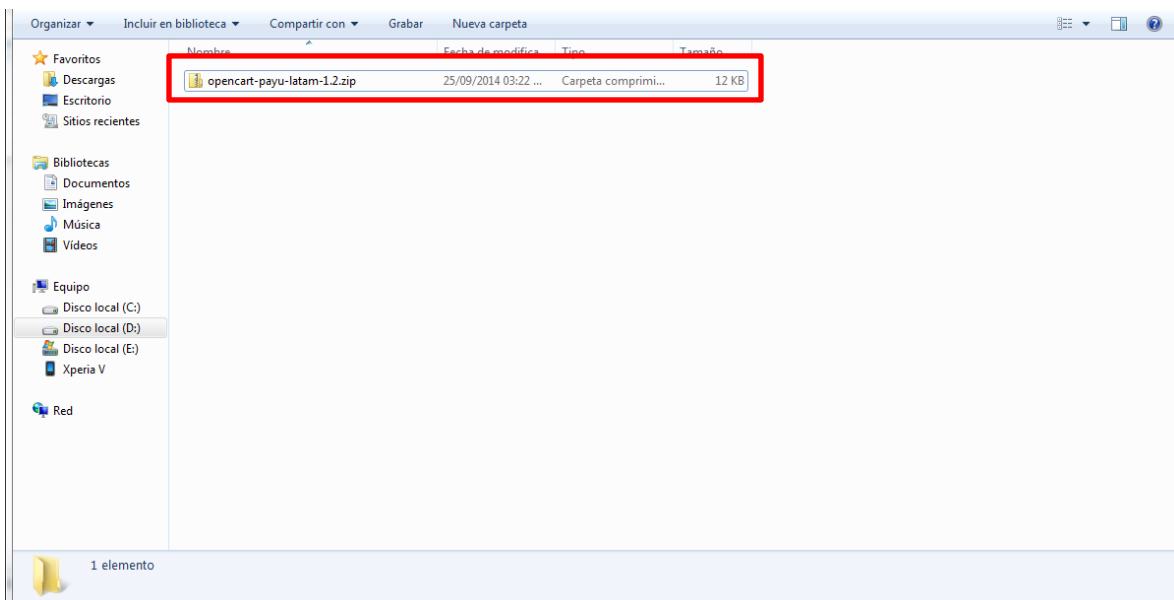 Organizar Incluir en biblioteca Compartir con Grabar Nueva carpeta
Favoritos
Descargas
Escritorio
Sitios recientes
Bibliotecas
Documentos
Imágenes
Música
Vídeos
Equipo
Disco local (C:)
Disco local (D:)
Disco local (E:)
Xperia V
Red
Nombre Fecha de modifica... Tipo Tamaño
opencart-payu-latam-1.2.zip 25/09/2014 03:22 ... Carpeta comprimi... 12 KB
1 elemento